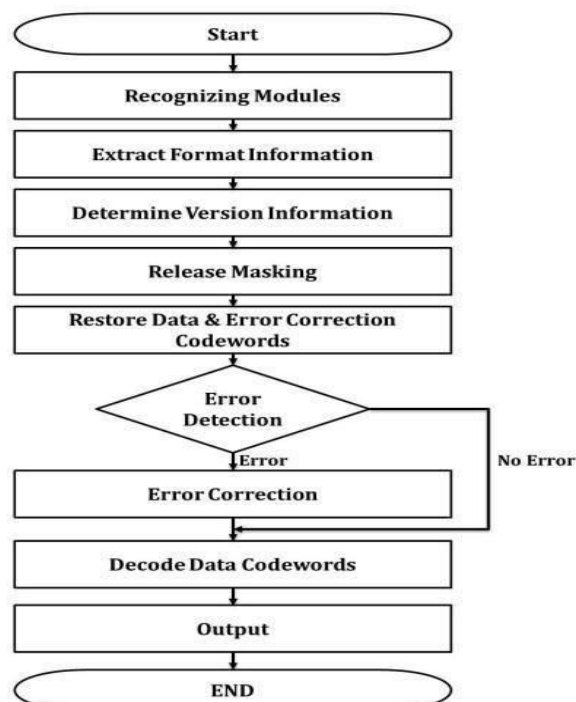 Start
Recognizing Modules
Extract Format Information
Determine Version Information
Release Masking
Restore Data & Error Correction
Codewords
Error
Detection
Error
No Error
Error Correction
Decode Data Codewords
Output
END